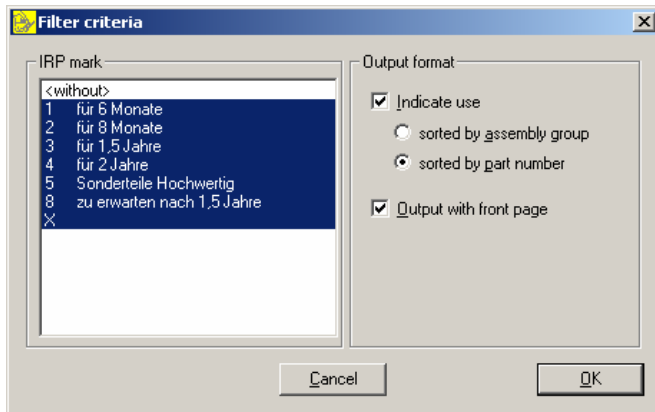 Filter criteria
IRP mark
<without>
1 für 6 Monate
2 für 8 Monate
3 für 1,5 Jahre
4 für 2 Jahre
5 Sonderteile Hochwertig
8 zu erwarten nach 1,5 Jahre
X
Output format
Indicate use
sorted by assembly group
sorted by part number
Output with front page
Cancel
OK